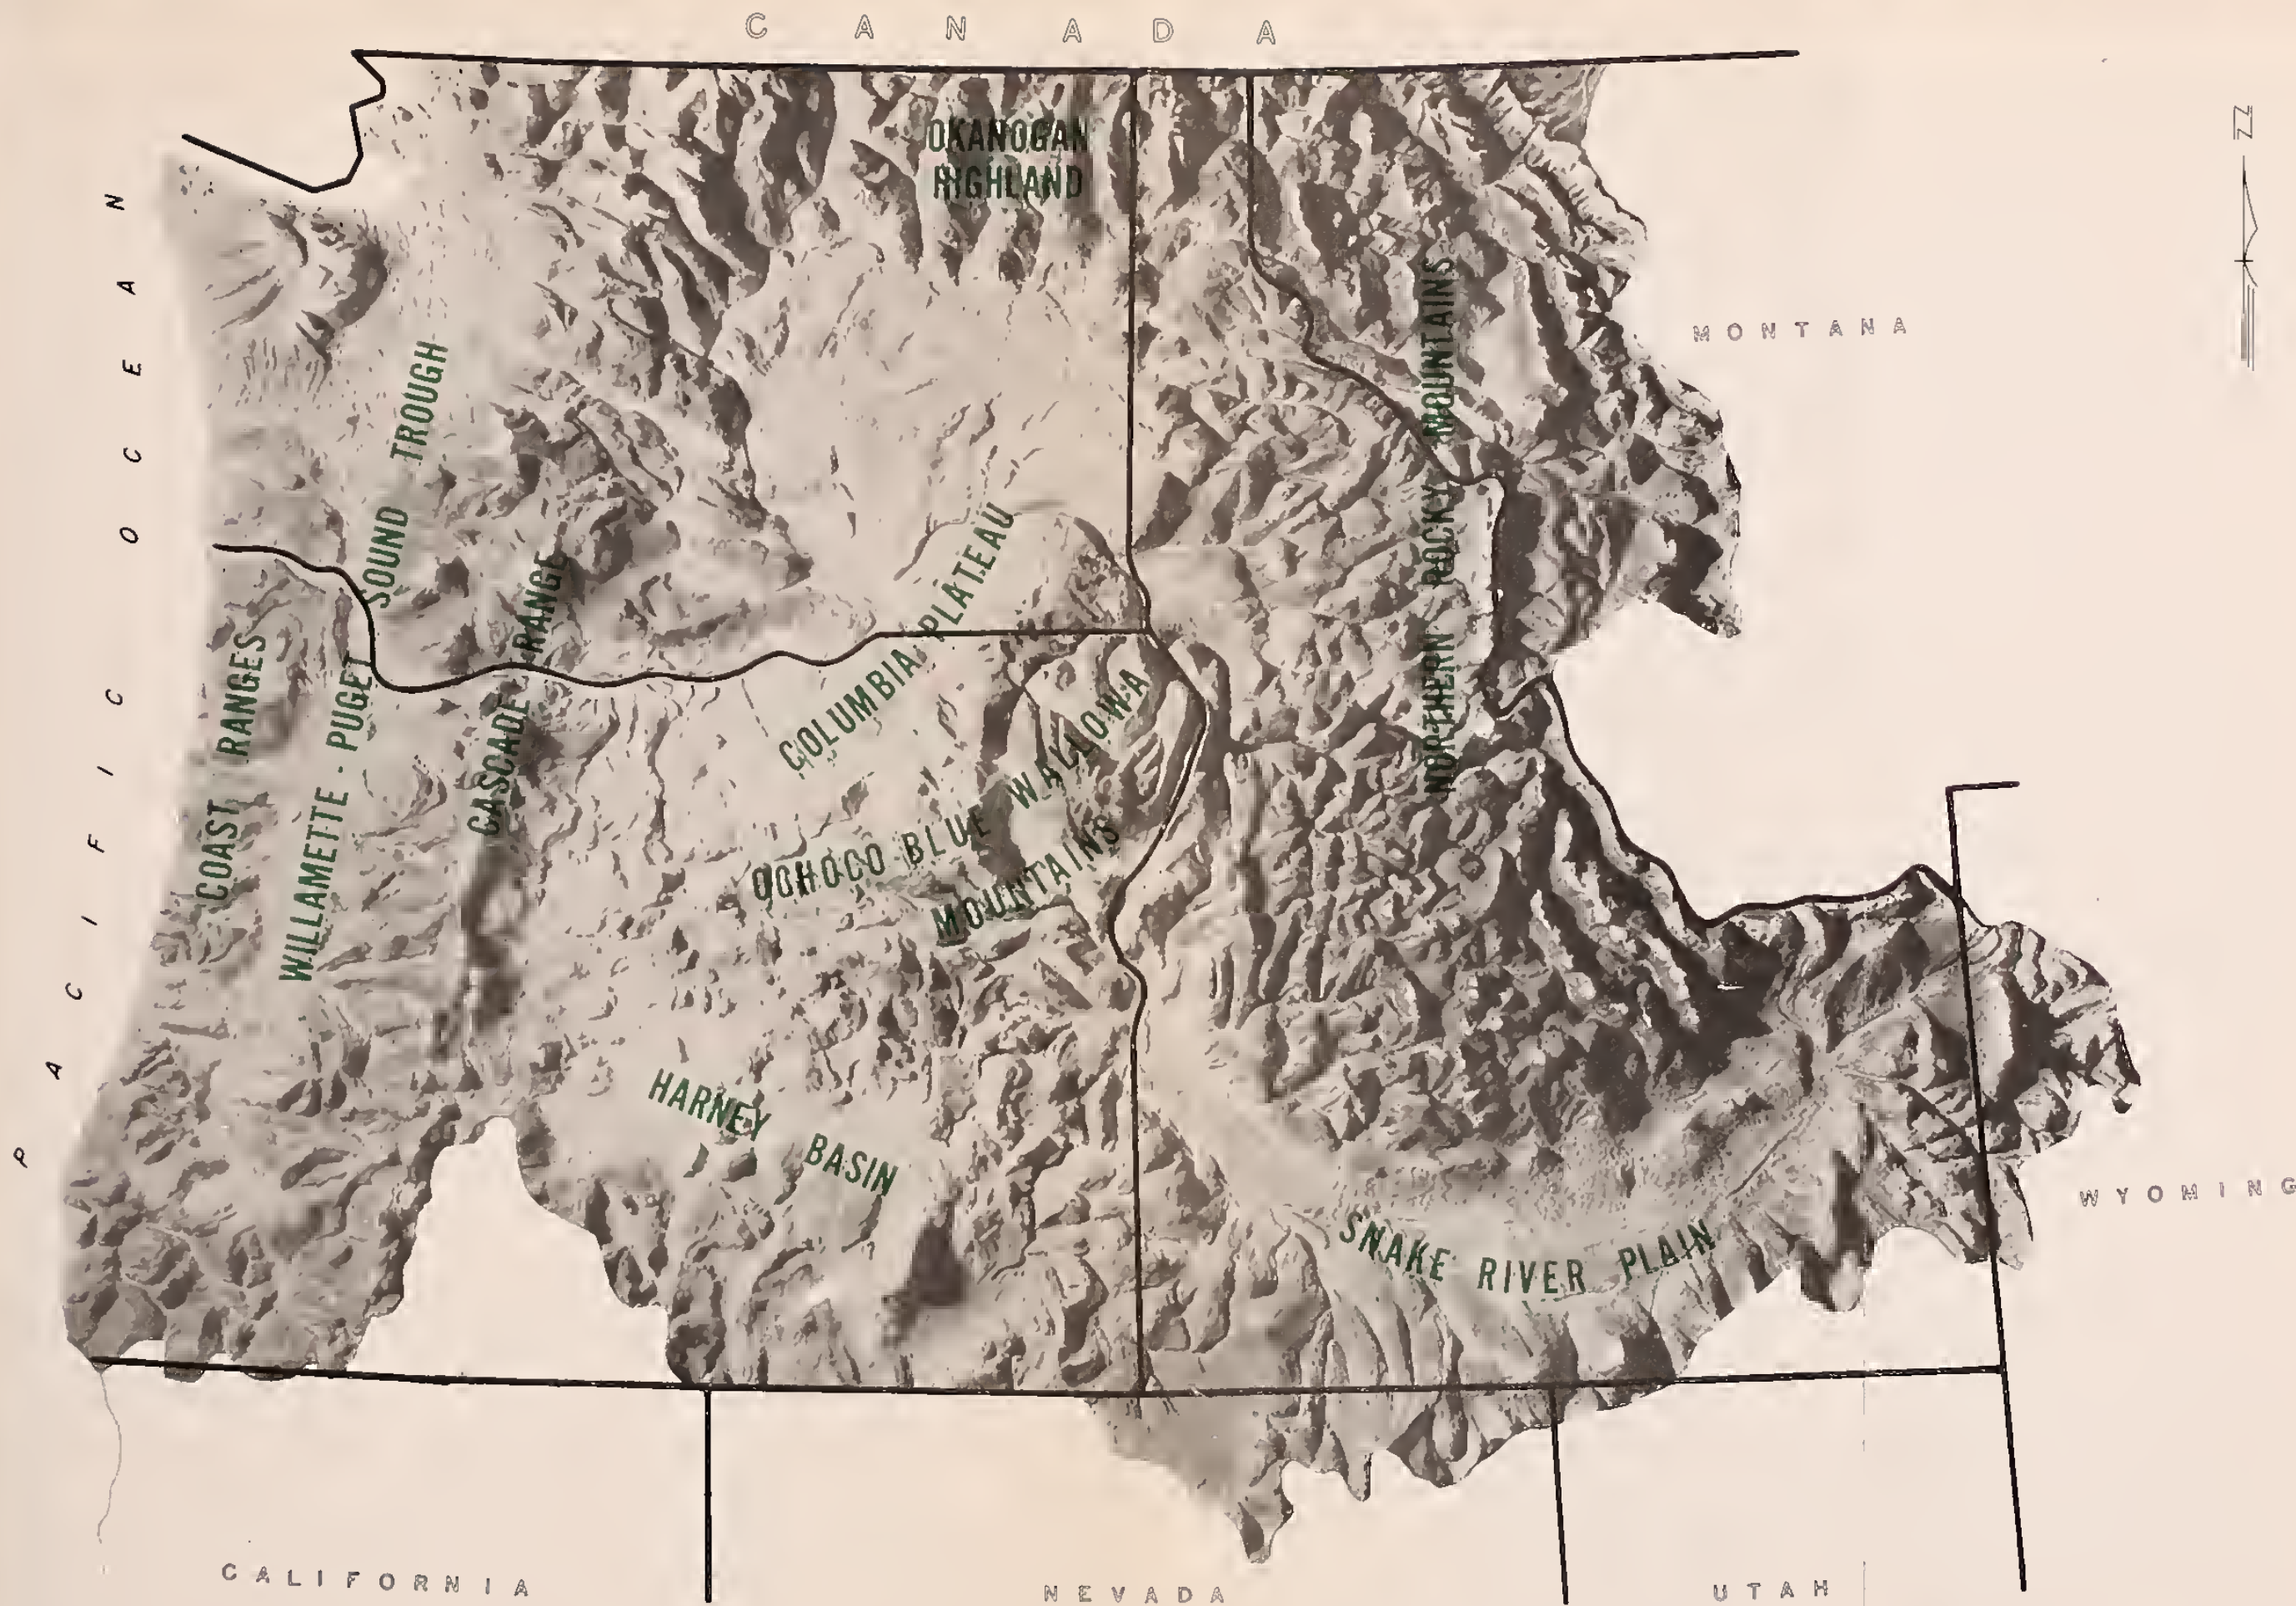 CANADA
N
OKANOGAN
HIGHLAND
PACIFIC OCEAN
MONTANA
NORTHERN ROCKY MOUNTAINS
WILLAMETTE - PUGET SOUND TROUGH
CASCADE RANGE
COAST RANGES
COLUMBIA PLATEAU
OCHOCO BLUE WALLOWA
MOUNTAINS
HARNEY BASIN
SNAKE RIVER PLAIN
WYOMING
CALIFORNIA
NEVADA
UTAH